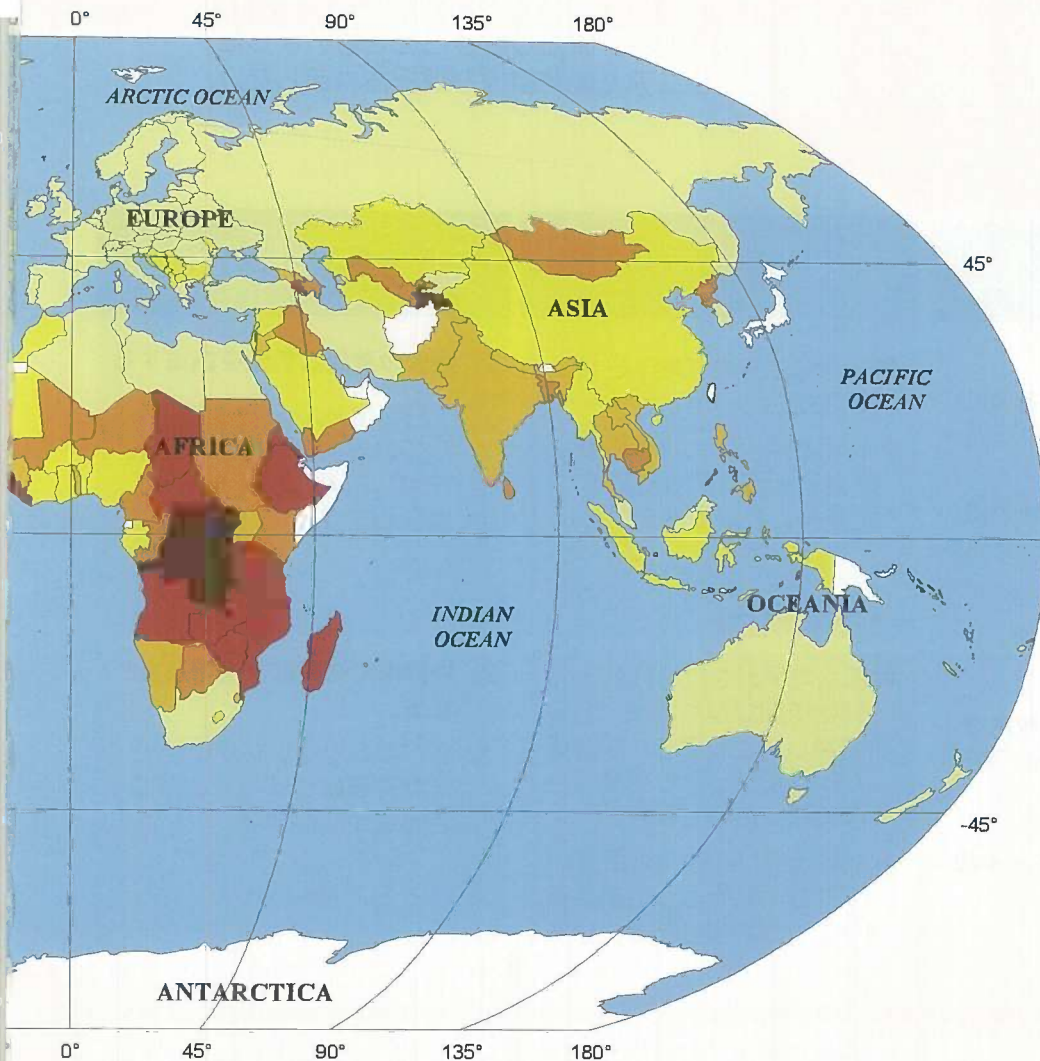 0° 45° 90° 135° 180°
ARCTIC OCEAN
EUROPE
45°
ASIA
PACIFIC
OCEAN
AFRICA
INDIAN
OCEAN
OCEANIA
-45°
ANTARCTICA
0° 45° 90° 135° 180°